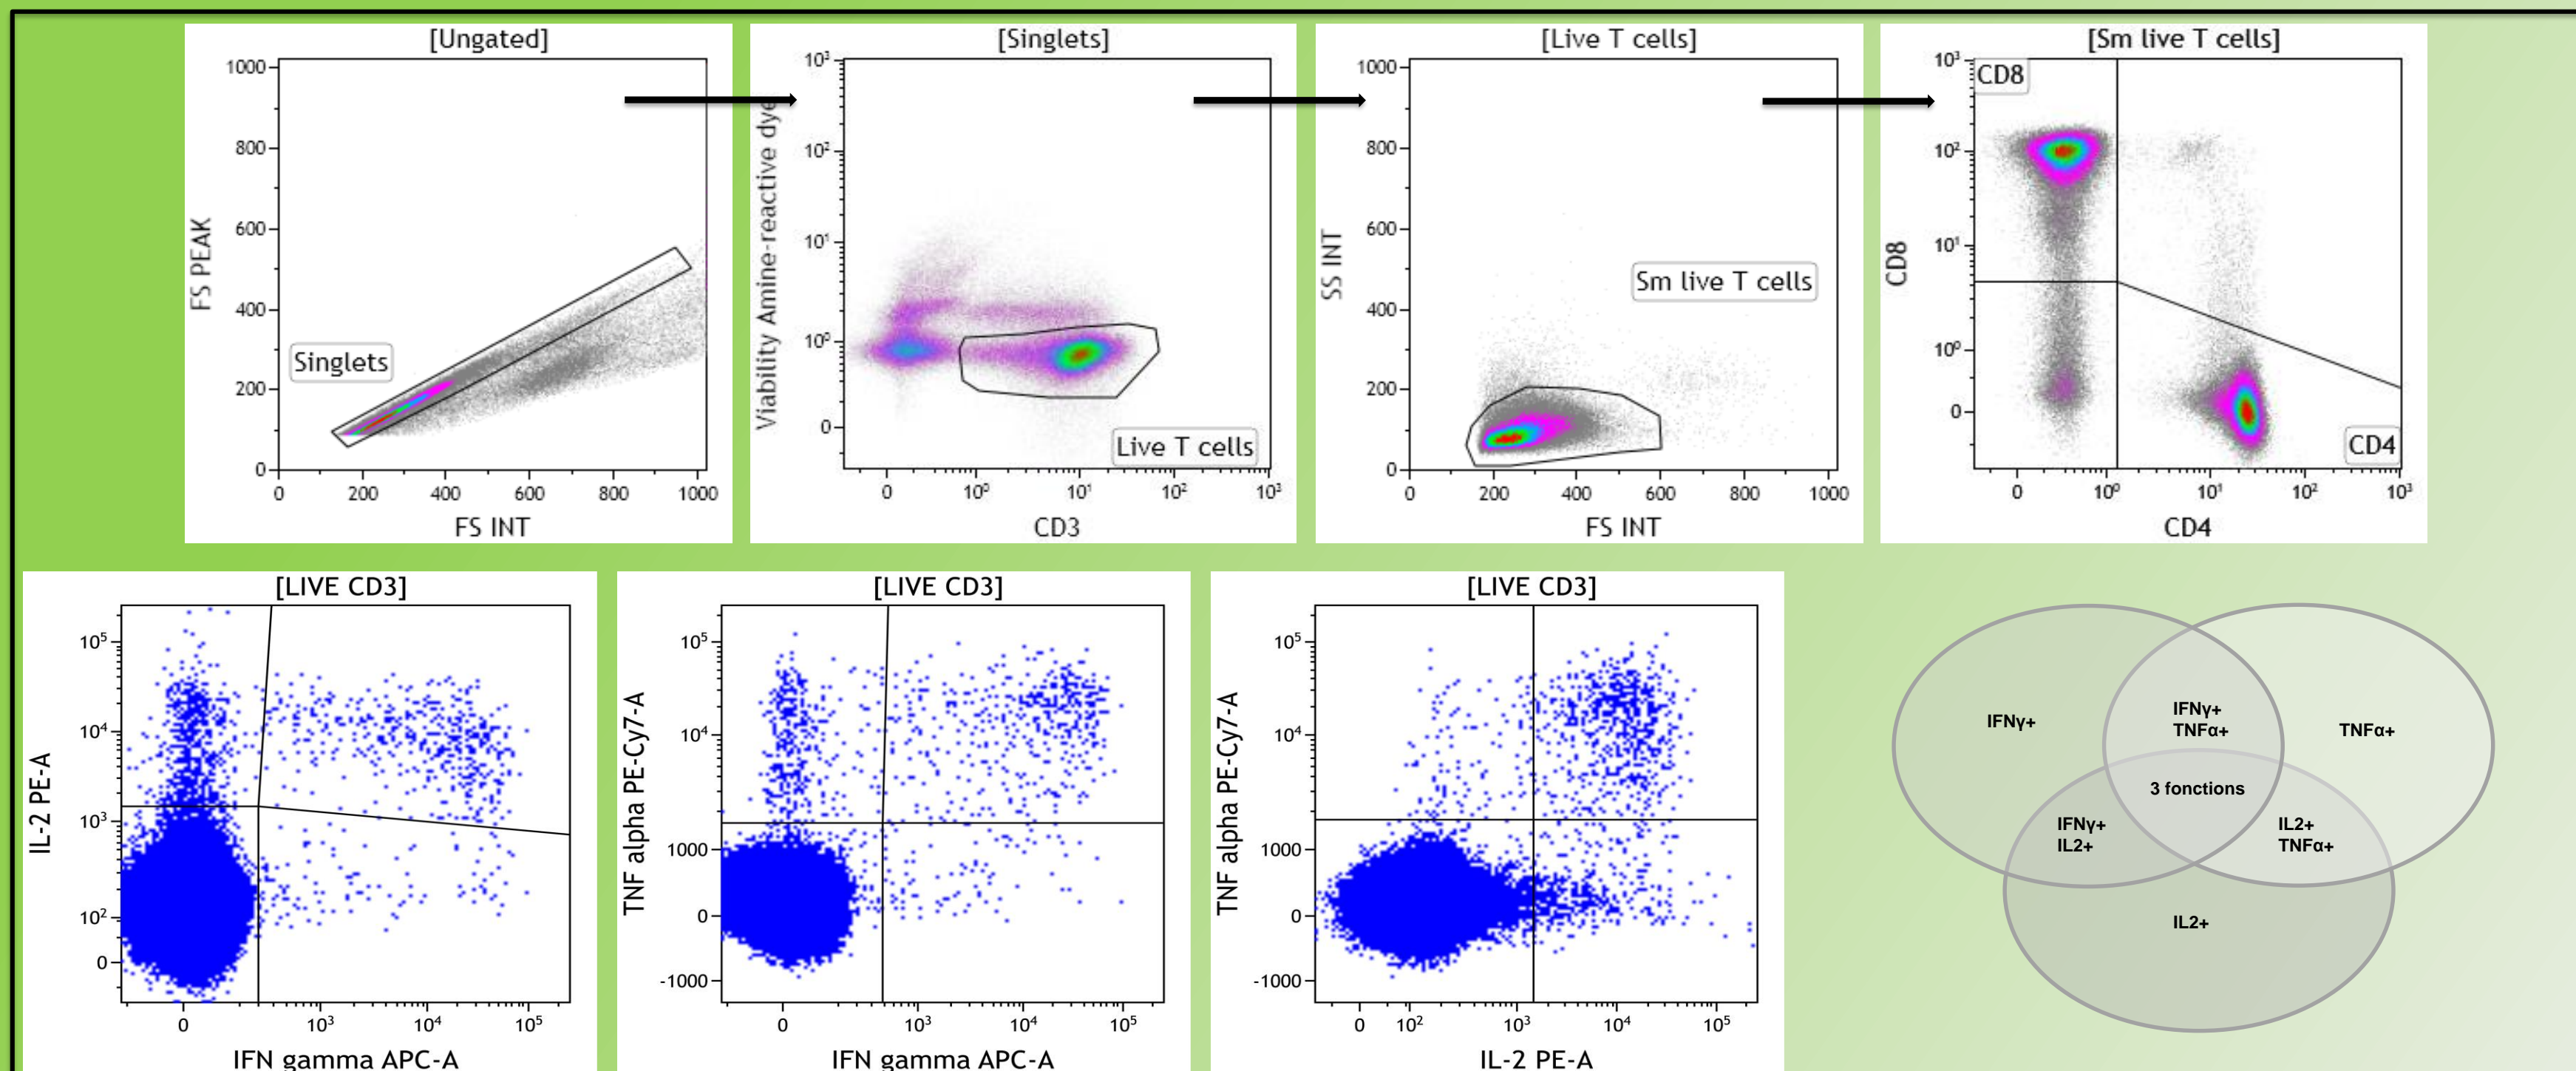 [Ungated]
1000
800
600
400
200
0
FS PEAK
Singlets
0 200 400 600 800 1000
FS INT
[Singlets]
10³
10²
10¹
10⁰
0
Viability Amine-reactive dye
Live T cells
0 10⁰ 10¹ 10² 10³
CD3
[Live T cells]
1000
800
600
400
200
0
SS INT
Sm live T cells
0 200 400 600 800 1000
FS INT
[Sm live T cells]
CD8
10³
10²
10¹
10⁰
0
CD8
CD4
0 10⁰ 10¹ 10² 10³
CD4
[LIVE CD3]
10⁵
10⁴
10³
10²
0
IL-2 PE-A
0 10³ 10⁴ 10⁵
IFN gamma APC-A
[LIVE CD3]
10⁵
10⁴
1000
0
-1000
TNF alpha PE-Cy7-A
0 10³ 10⁴ 10⁵
IFN gamma APC-A
[LIVE CD3]
10⁵
10⁴
1000
0
-1000
TNF alpha PE-Cy7-A
0 10² 10³ 10⁴ 10⁵
IL-2 PE-A
IFNγ+
IFNγ+
TNFα+
TNFα+
3 fonctions
IFNγ+
IL2+
IL2+
TNFα+
IL2+